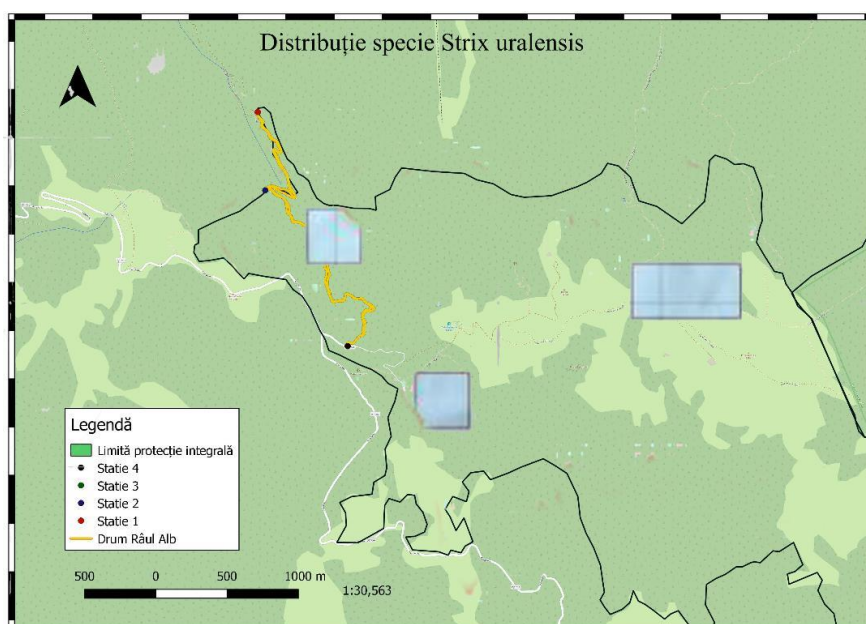 Distribuție specie Strix uralensis
Legendă
Limită protecție integrală
Statie 4
Statie 3
Statie 2
Statie 1
Drum Râul Alb
500 0 500 1000 m
1:30,563